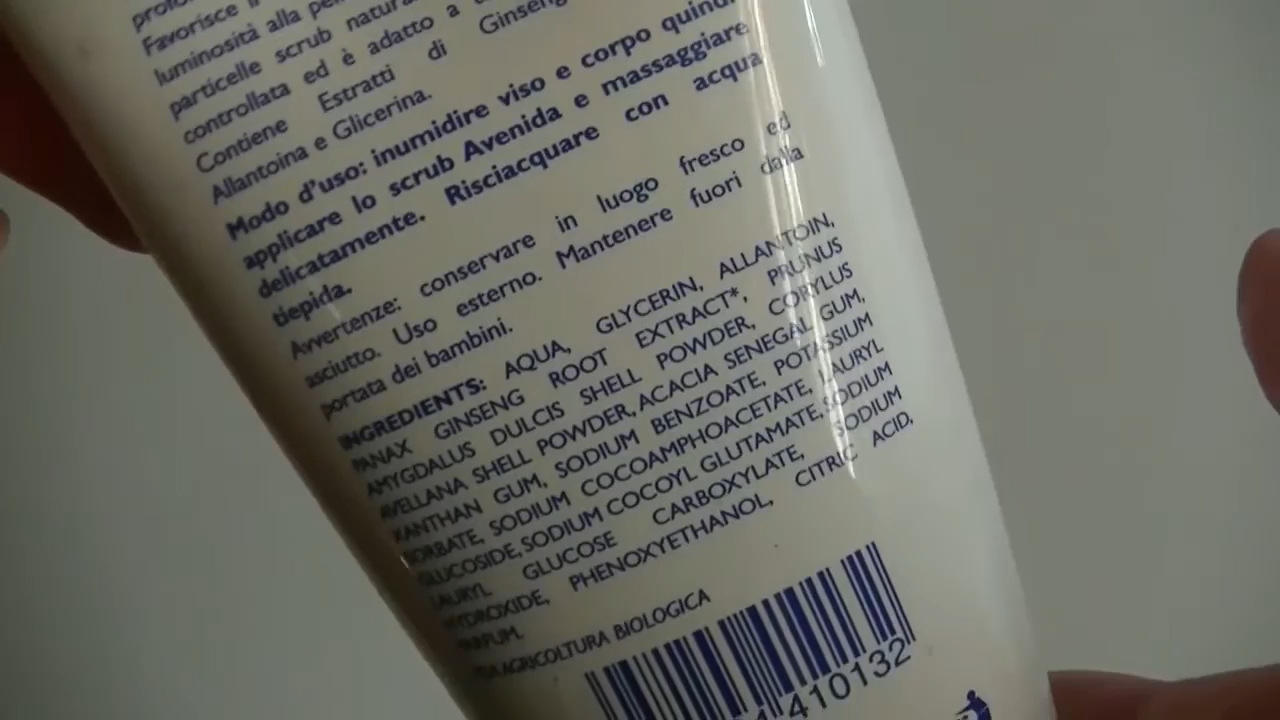 Favorisce
luminosità alla
particelle scrub
controllata ed è adatto a
Contiene Estratti di Ginseng
Allantoina e Glicerina.
Modo d'uso: inumidire viso e corpo quindi
applicare lo scrub Avenida e massaggiare
delicatamente. Risciacquare con acqua
tiepida.
Avvertenze: conservare in luogo fresco ed
asciutto. Uso esterno. Mantenere fuori dalla
portata dei bambini.
INGREDIENTS: AQUA, GLYCERIN, ALLANTOIN,
PANAX GINSENG ROOT EXTRACT*, PRUNUS
AMYGDALUS DULCIS SHELL POWDER, CORYLUS
AVELLANA SHELL POWDER, ACACIA SENEGAL GUM,
XANTHAN GUM, SODIUM BENZOATE, POTASSIUM
SORBATE, SODIUM COCOAMPHOACETATE, LAURYL
GLUCOSIDE, SODIUM COCOYL GLUTAMATE, SODIUM
LAURYL GLUCOSE CARBOXYLATE, SODIUM
HYDROXIDE, PHENOXYETHANOL, CITRIC ACID,
PARFUM.
AGRICOLTURA BIOLOGICA
410132